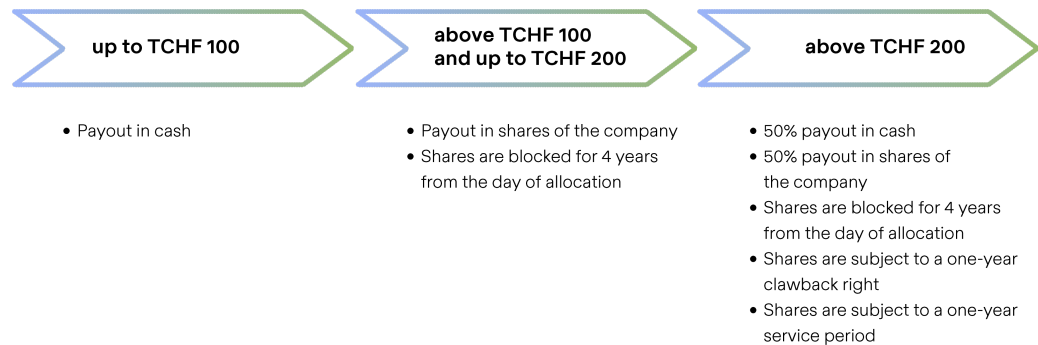 up to TCHF 100
above TCHF 100
and up to TCHF 200
above TCHF 200
• Payout in cash
• Payout in shares of the company
• Shares are blocked for 4 years
from the day of allocation
• 50% payout in cash
• 50% payout in shares of
the company
• Shares are blocked for 4 years
from the day of allocation
• Shares are subject to a one-year
clawback right
• Shares are subject to a one-year
service period